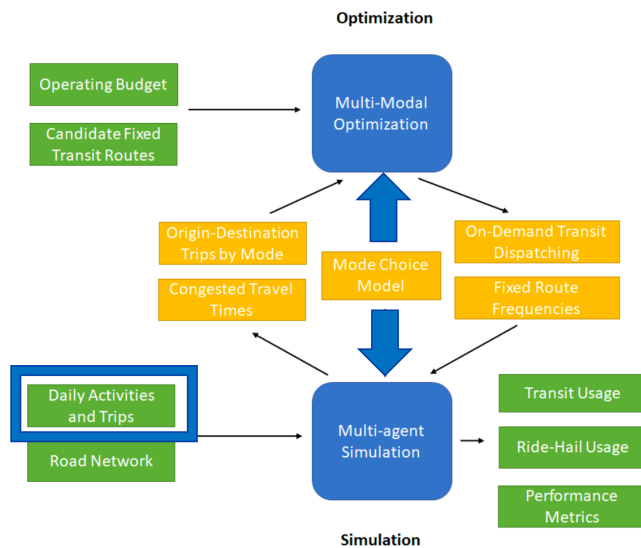 Optimization
Operating Budget
Candidate Fixed
Transit Routes
Multi-Modal
Optimization
Origin-Destination
Trips by Mode
Congested Travel
Times
Mode Choice
Model
On-Demand Transit
Dispatching
Fixed Route
Frequencies
Daily Activities
and Trips
Road Network
Multi-agent
Simulation
Transit Usage
Ride-Hail Usage
Performance
Metrics
Simulation